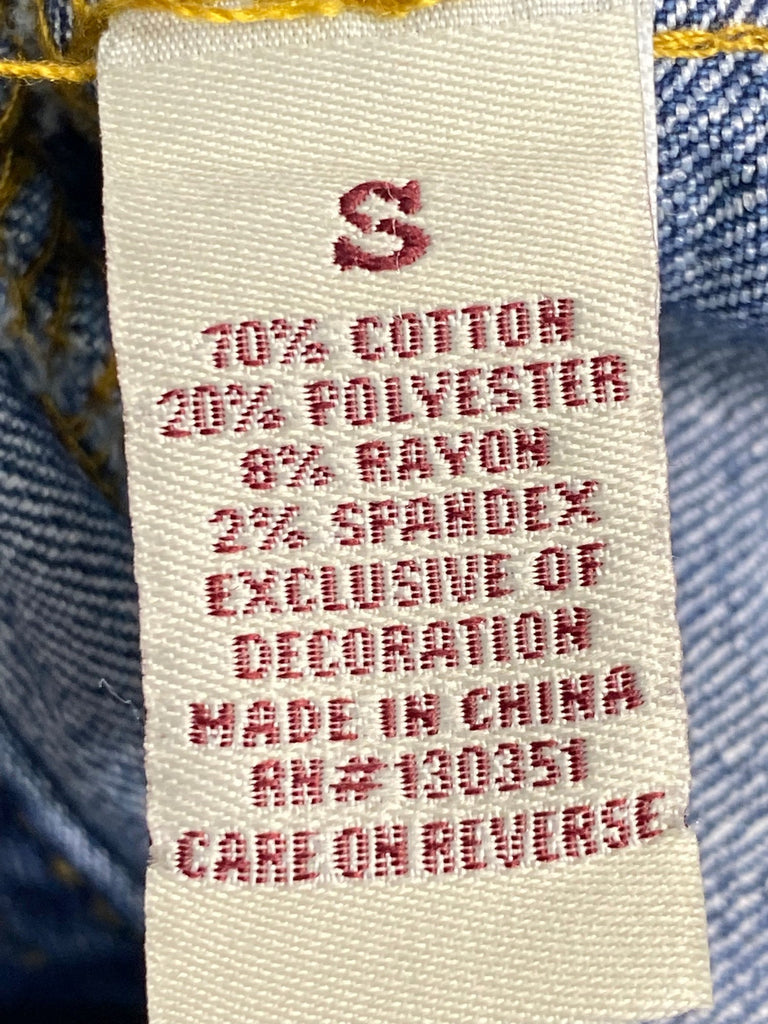 S
70% COTTON
20% POLYESTER
8% RAYON
2% SPANDEX
EXCLUSIVE OF
DECORATION
MADE IN CHINA
RN#130351
CARE ON REVERSE